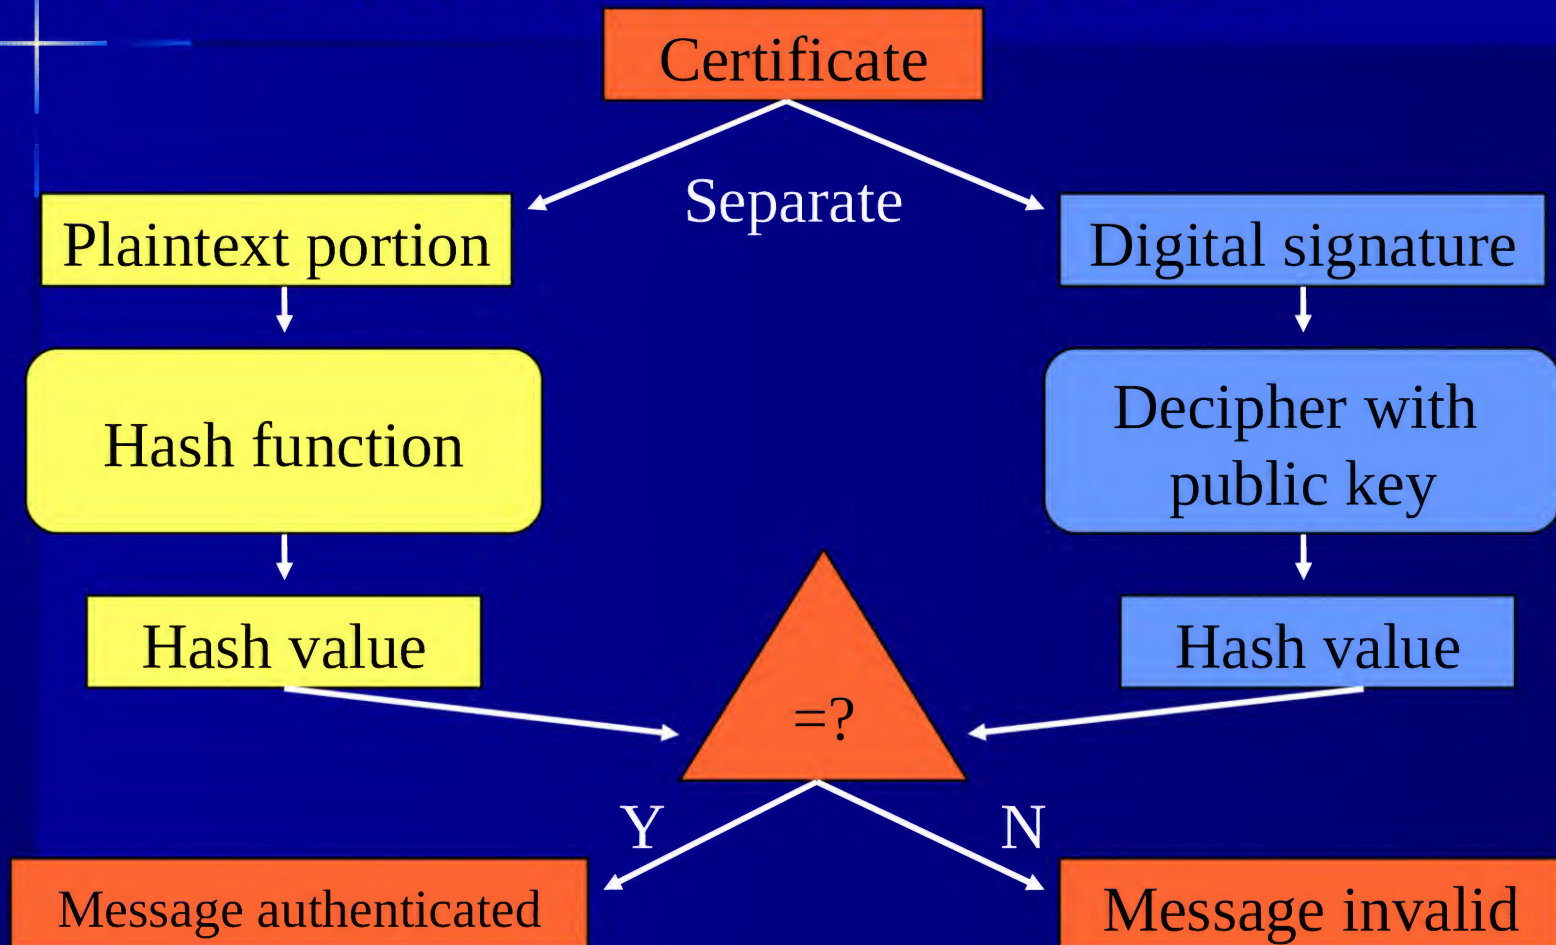 Certificate
Separate
Plaintext portion
Digital signature
Hash function
Decipher with
public key
Hash value
Hash value
=?
Y
N
Message authenticated
Message invalid